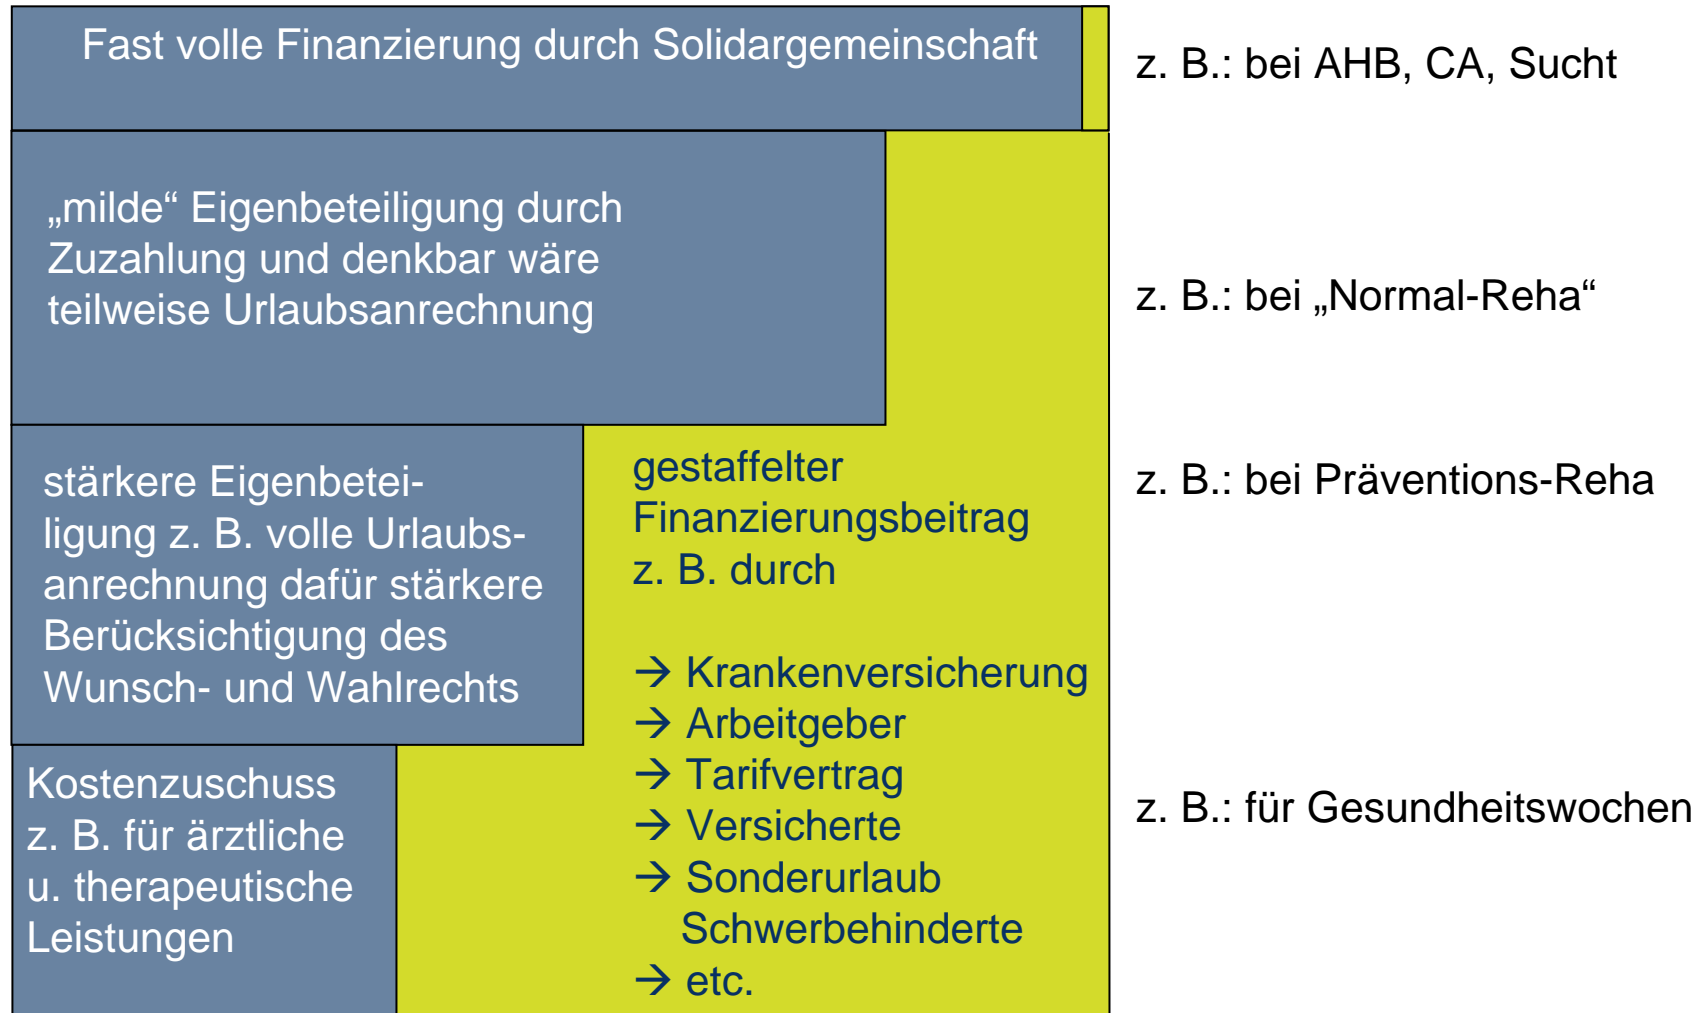 Fast volle Finanzierung durch Solidargemeinschaft
z. B.: bei AHB, CA, Sucht
„milde“ Eigenbeteiligung durch
Zuzahlung und denkbar wäre
teilweise Urlaubsanrechnung
z. B.: bei „Normal-Reha“
stärkere Eigenbetei-
ligung z. B. volle Urlaubs-
anrechnung dafür stärkere
Berücksichtigung des
Wunsch- und Wahlrechts
gestaffelter
Finanzierungsbeitrag
z. B. durch
→ Krankenversicherung
→ Arbeitgeber
→ Tarifvertrag
→ Versicherte
→ Sonderurlaub
Schwerbehinderte
→ etc.
z. B.: bei Präventions-Reha
Kostenzuschuss
z. B. für ärztliche
u. therapeutische
Leistungen
z. B.: für Gesundheitswochen